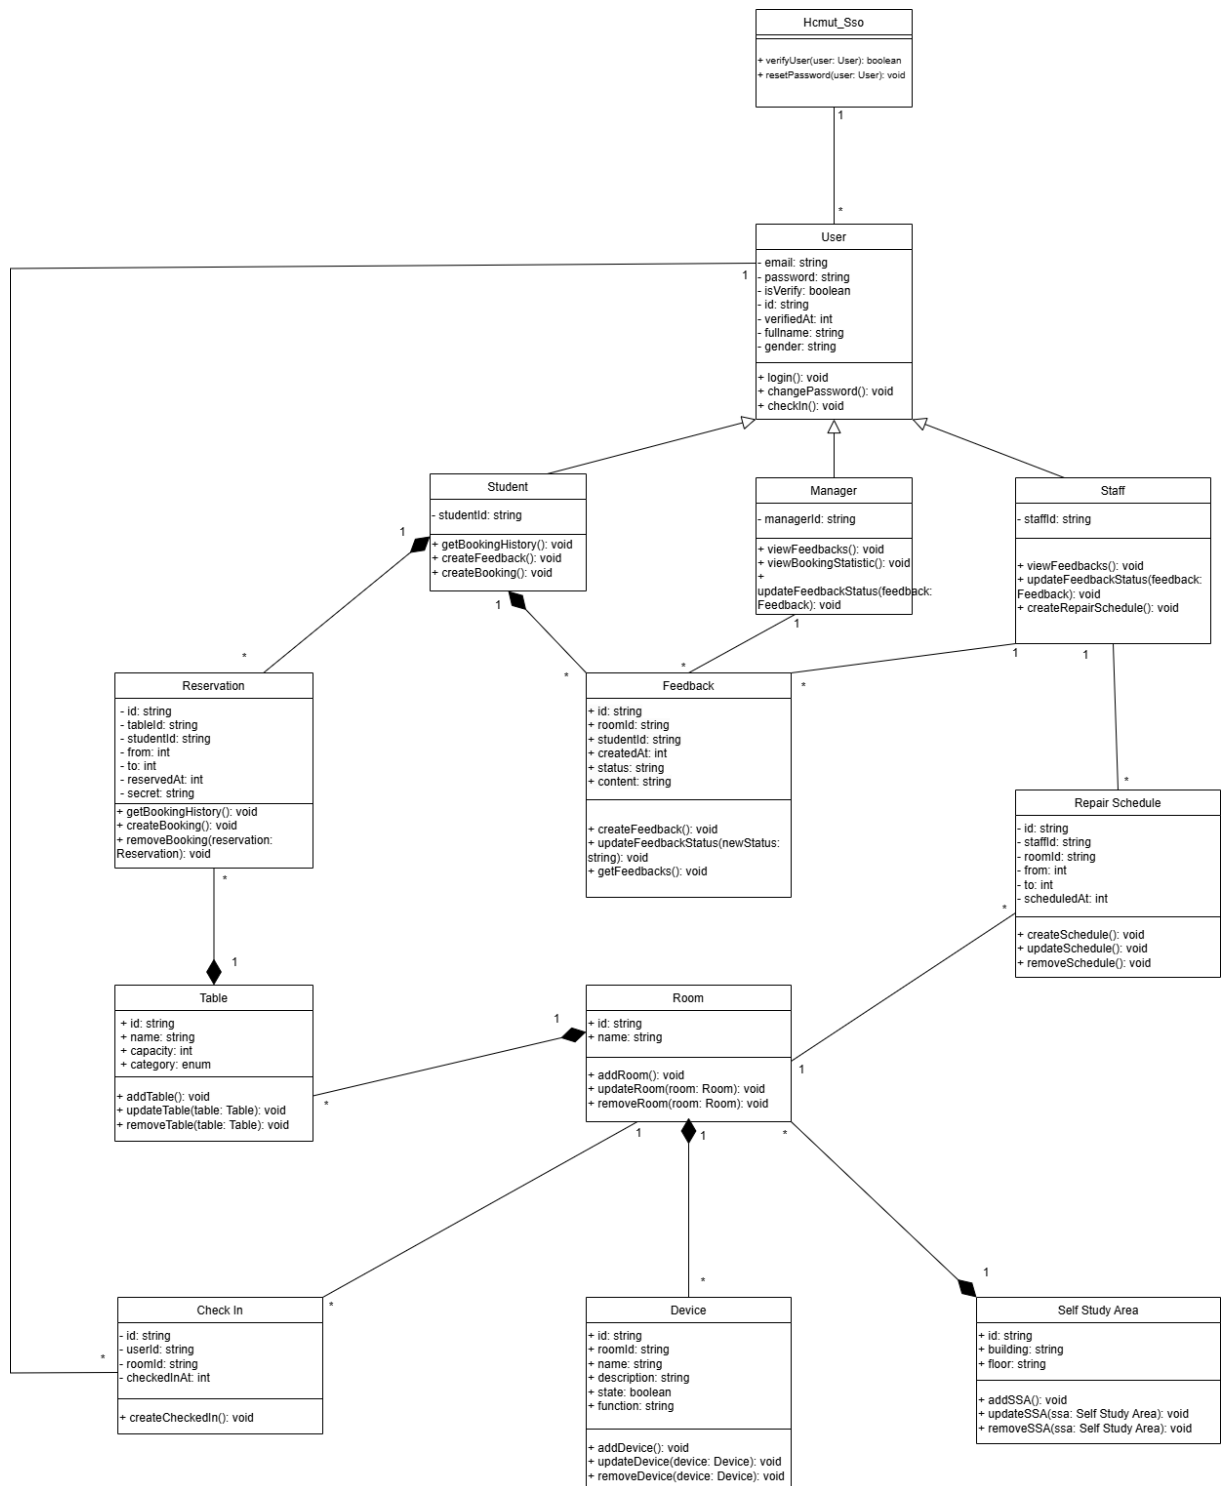 Hcmut_Sso
+ verifyUser(user: User): boolean
+ resetPassword(user: User): void
1
*
User
- email: string
- password: string
- isVerify: boolean
- id: string
- verifiedAt: int
- fullname: string
- gender: string
+ login(): void
+ changePassword(): void
+ checkIn(): void
1
Student
- studentId: string
+ getBookingHistory(): void
+ createFeedback(): void
+ createBooking(): void
1
1
Manager
- managerId: string
+ viewFeedbacks(): void
+ viewBookingStatistic(): void
+
updateFeedbackStatus(feedback:
Feedback): void
1
Staff
- staffId: string
+ viewFeedbacks(): void
+ updateFeedbackStatus(feedback:
Feedback): void
+ createRepairSchedule(): void
1
1
*
Reservation
- id: string
- tableId: string
- studentId: string
- from: int
- to: int
- reservedAt: int
- secret: string
+ getBookingHistory(): void
+ createBooking(): void
+ removeBooking(reservation:
Reservation): void
*
*
*
*
Feedback
+ id: string
+ roomId: string
+ studentId: string
+ createdAt: int
+ status: string
+ content: string
+ createFeedback(): void
+ updateFeedbackStatus(newStatus:
string): void
+ getFeedbacks(): void
*
Repair Schedule
- id: string
- staffId: string
- roomId: string
- from: int
- to: int
- scheduledAt: int
+ createSchedule(): void
+ updateSchedule(): void
+ removeSchedule(): void
*
1
Table
+ id: string
+ name: string
+ capacity: int
+ category: enum
+ addTable(): void
+ updateTable(table: Table): void
+ removeTable(table: Table): void
*
1
Room
+ id: string
+ name: string
+ addRoom(): void
+ updateRoom(room: Room): void
+ removeRoom(room: Room): void
1
1
1
*
*
Check In
- id: string
- userId: string
- roomId: string
- checkedInAt: int
+ createCheckedIn(): void
*
*
Device
+ id: string
+ roomId: string
+ name: string
+ description: string
+ state: boolean
+ function: string
+ addDevice(): void
+ updateDevice(device: Device): void
+ removeDevice(device: Device): void
1
Self Study Area
+ id: string
+ building: string
+ floor: string
+ addSSA(): void
+ updateSSA(ssa: Self Study Area): void
+ removeSSA(ssa: Self Study Area): void